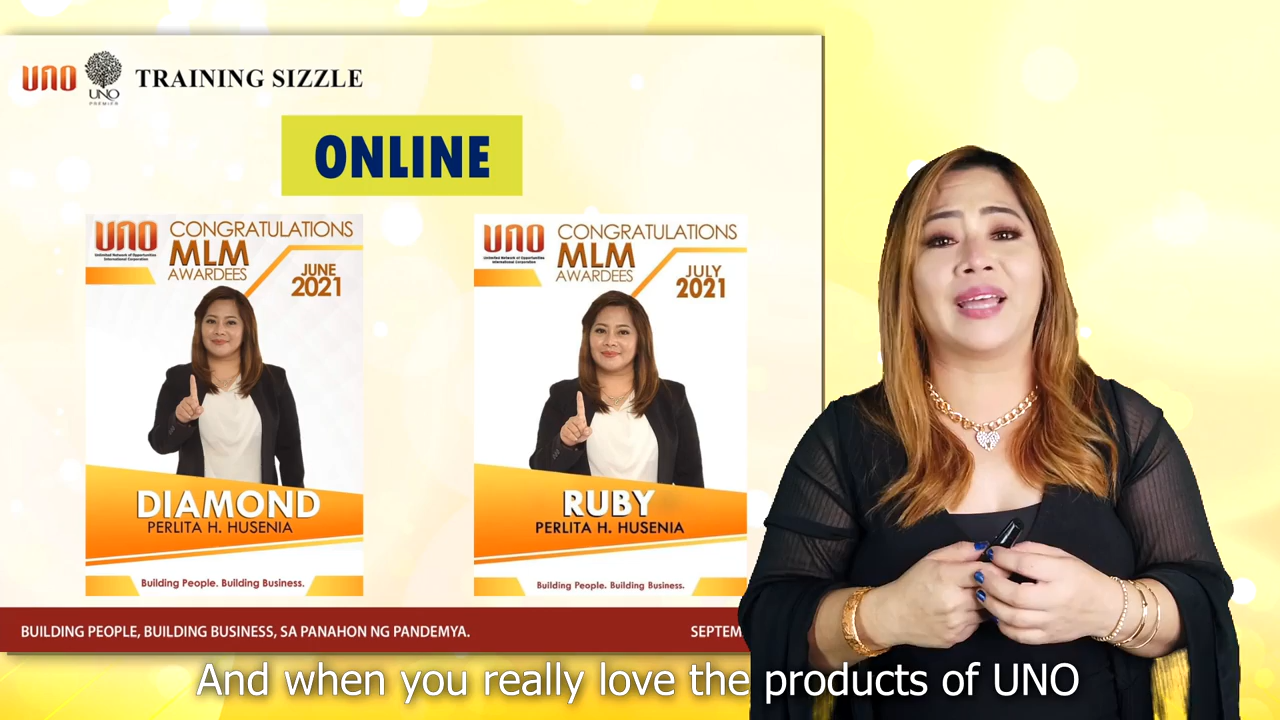 UNO
UNO
PREMIER
TRAINING SIZZLE
ONLINE
UNO
Unlimited Network of Opportunities
International Corporation
CONGRATULATIONS
MLM
AWARDEES
JUNE
2021
DIAMOND
PERLITA H. HUSENIA
Building People. Building Business.
UNO
Unlimited Network of Opportunities
International Corporation
CONGRATULATIONS
MLM
AWARDEES
JULY
2021
RUBY
PERLITA H. HUSENIA
Building People. Building Business.
BUILDING PEOPLE, BUILDING BUSINESS, SA PANAHON NG PANDEMYA.
SEPTEM
And when you really love the products of UNO